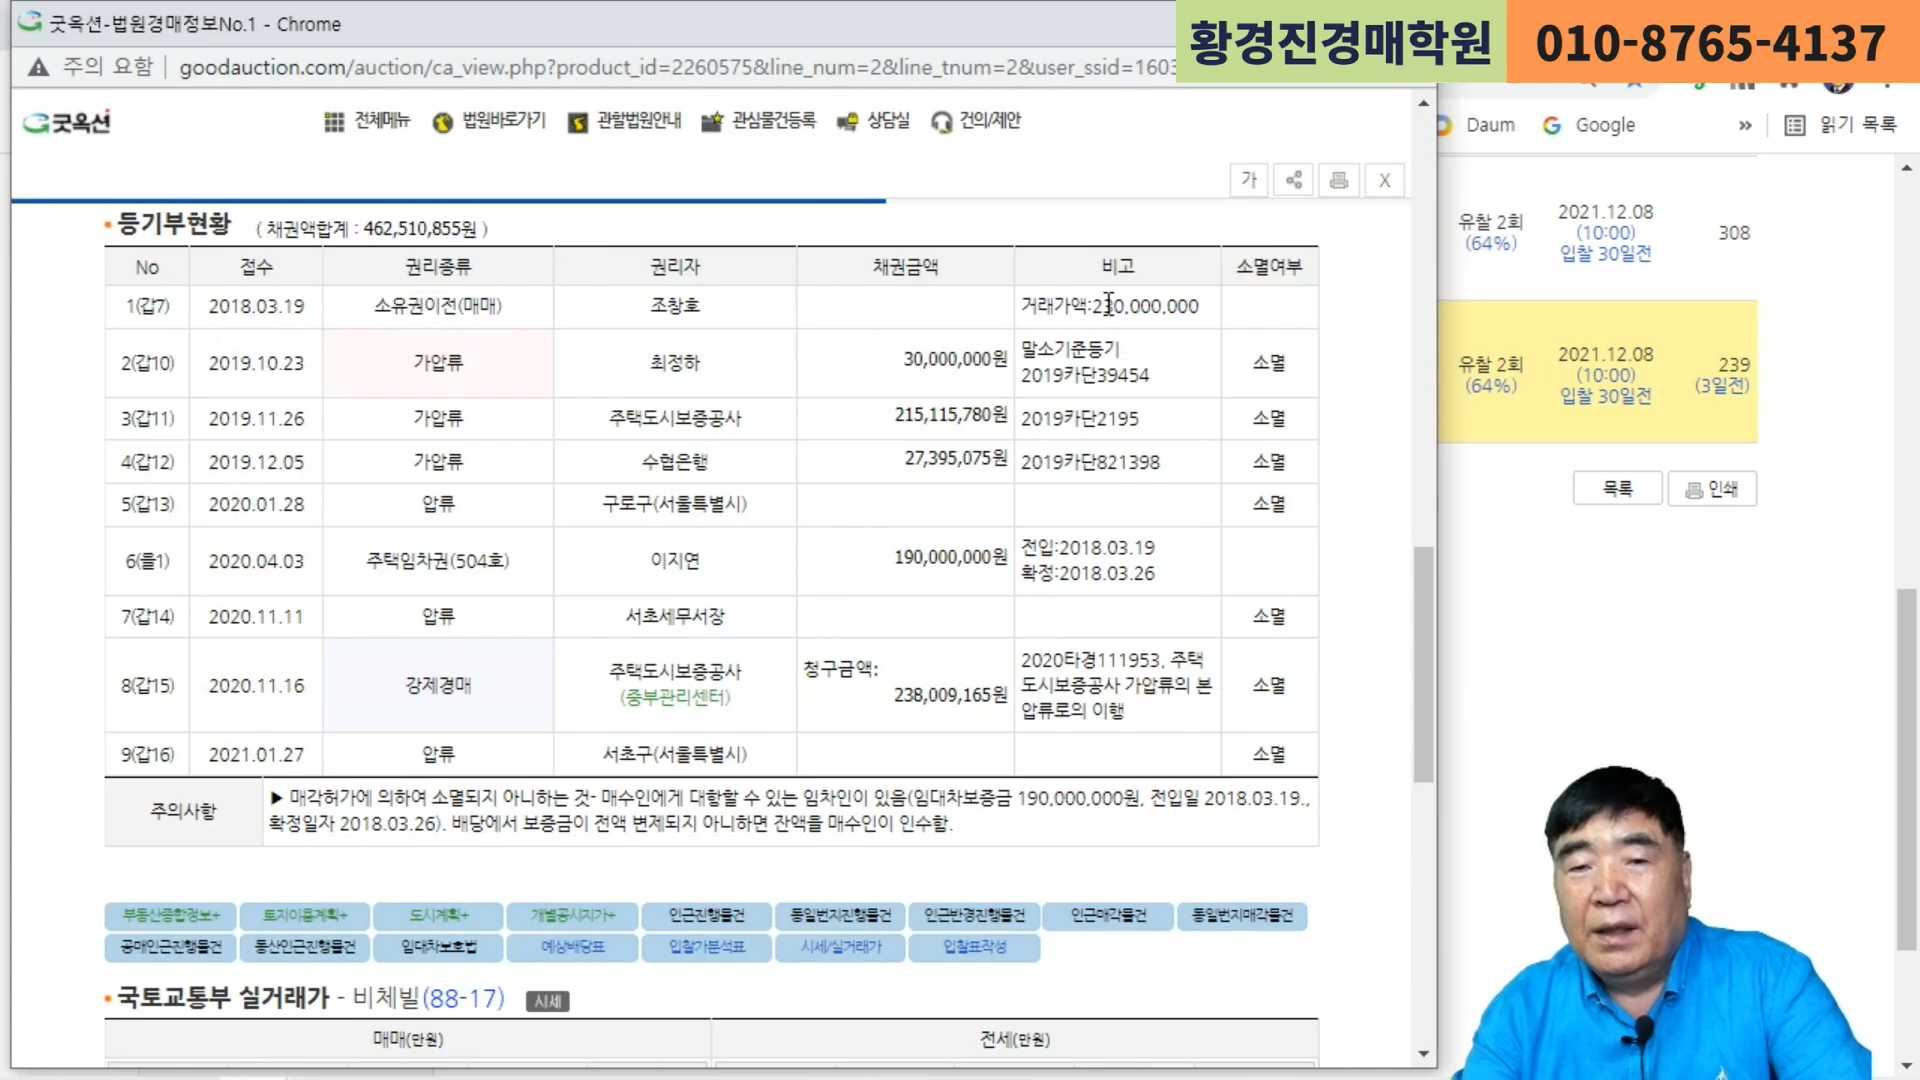 굿옥션-법원경매정보No.1 - Chrome
황경진경매학원 010-8765-4137
주의 요함 goodauction.com/auction/ca_view.php?product_id=2260575&line_num=2&line_tnum=2&user_ssid=1603
굿옥션 전체메뉴 법원바로가기 관할법원안내 관심물건등록 상담실 건의/제안
Daum Google » 읽기 목록
가 X
등기부현황 ( 채권액합계 : 462,510,855원 )
No 접수 권리종류 권리자 채권금액 비고 소멸여부
1(갑7) 2018.03.19 소유권이전(매매) 조창호 거래가액:230,000,000
2(갑10) 2019.10.23 가압류 최정하 30,000,000원 말소기준등기
2019카단39454 소멸
3(갑11) 2019.11.26 가압류 주택도시보증공사 215,115,780원 2019카단2195 소멸
4(갑12) 2019.12.05 가압류 수협은행 27,395,075원 2019카단821398 소멸
5(갑13) 2020.01.28 압류 구로구(서울특별시) 소멸
6(을1) 2020.04.03 주택임차권(504호) 이지연 190,000,000원 전입:2018.03.19
확정:2018.03.26
7(갑14) 2020.11.11 압류 서초세무서장 소멸
8(갑15) 2020.11.16 강제경매 주택도시보증공사
(중부관리센터) 청구금액:
238,009,165원 2020타경111953, 주택
도시보증공사 가압류의 본
압류로의 이행 소멸
9(갑16) 2021.01.27 압류 서초구(서울특별시) 소멸
주의사항 ▶ 매각허가에 의하여 소멸되지 아니하는 것- 매수인에게 대항할 수 있는 임차인이 있음(임대차보증금 190,000,000원, 전입일 2018.03.19.,
확정일자 2018.03.26). 배당에서 보증금이 전액 변제되지 아니하면 잔액을 매수인이 인수함.
부동산종합정보+ 토지이용계획+ 도시계획+ 개별공시지가+ 인근진행물건 동일번지진행물건 인근반경진행물건 인근매각물건 동일번지매각물건
공매인근진행물건 동산인근진행물건 임대차보호법 예상배당표 입찰가분석표 시세/실거래가 입찰표작성
국토교통부 실거래가 - 비체빌(88-17) 시세
매매(만원) 전세(만원)
유찰 2회
(64%) 2021.12.08
(10:00)
입찰 30일전 308
유찰 2회
(64%) 2021.12.08
(10:00)
입찰 30일전 239
(3일전)
목록 인쇄